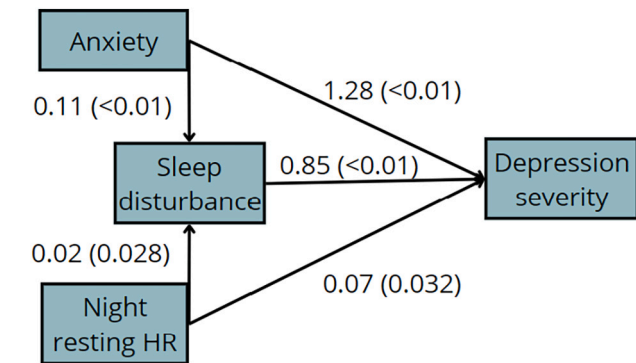 Anxiety
1.28 (<0.01)
0.11 (<0.01)
Sleep
disturbance
0.85 (<0.01)
Depression
severity
0.02 (0.028)
0.07 (0.032)
Night
resting HR